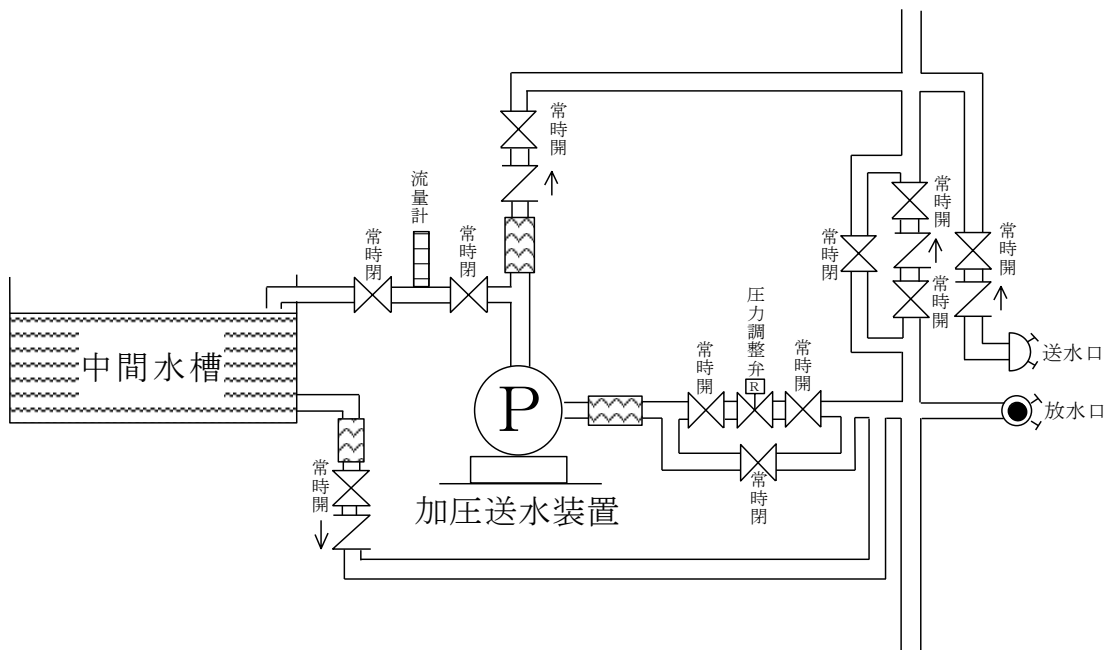 常時開
流量計
常時閉
常時閉
常時開
常時閉
常時開
常時開
常時開
圧力調整弁
R
常時開
常時開
送水口
放水口
中間水槽
P
常時閉
常時開
加圧送水装置